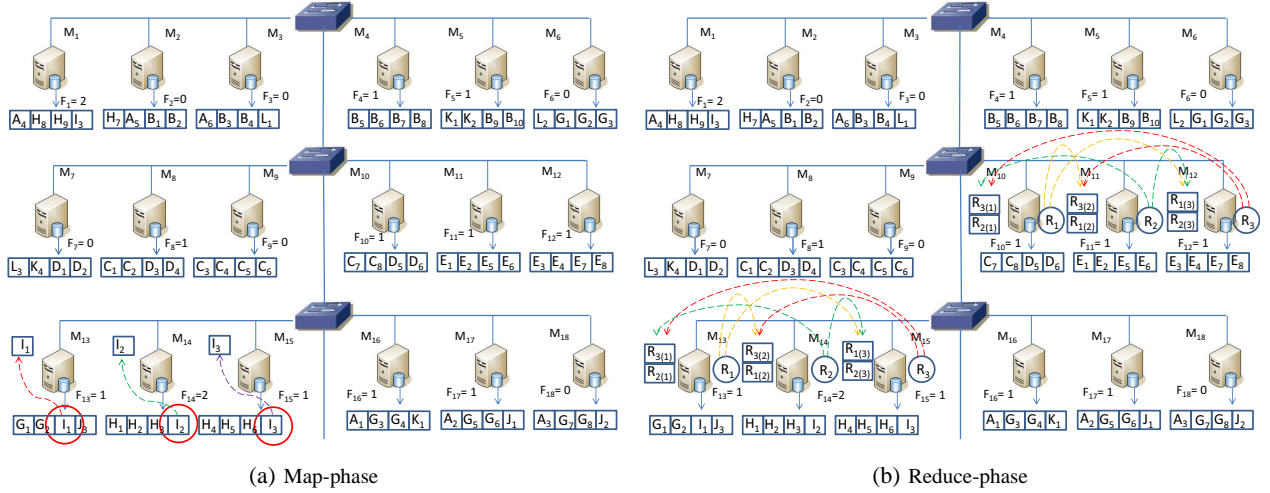 M1 M2 M3 M4 M5 M6
F1= 2 F2=0 F3= 0 F4= 1 F5= 1 F6= 0
A4 H8 H9 I3 H7 A5 B1 B2 A6 B3 B4 L1 B5 B6 B7 B8 K1 K2 B9 B10 L2 G1 G2 G3
M7 M8 M9 M10 M11 M12
F7= 0 F8=1 F9= 0 F10= 1 F11= 1 F12= 1
L3 K4 D1 D2 C1 C2 D3 D4 C3 C4 C5 C6 C7 C8 D5 D6 E1 E2 E5 E6 E3 E4 E7 E8
I1 I2 I3
M13 M14 M15 M16 M17 M18
F13= 1 F14=2 F15= 1 F16= 1 F17= 1 F18= 0
G1 G2 I1 J3 H1 H2 H3 I2 H4 H5 H6 I3 A1 G3 G4 K1 A2 G5 G6 J1 A3 G7 G8 J2
(a) Map-phase
M1 M2 M3 M4 M5 M6
F1= 2 F2=0 F3= 0 F4= 1 F5= 1 F6= 0
A4 H8 H9 I3 H7 A5 B1 B2 A6 B3 B4 L1 B5 B6 B7 B8 K1 K2 B9 B10 L2 G1 G2 G3
M7 M8 M9 M10 M11 M12
R3(1) R3(2) R1(3)
R2(1) R1 R1(2) R2 R2(3) R3
F7= 0 F8=1 F9= 0 F10= 1 F11= 1 F12= 1
L3 K4 D1 D2 C1 C2 D3 D4 C3 C4 C5 C6 C7 C8 D5 D6 E1 E2 E5 E6 E3 E4 E7 E8
M13 M14 M15 M16 M17 M18
R3(1) R3(2) R1(3)
R2(1) R1 R1(2) R2 R2(3) R3
F13= 1 F14=2 F15= 1 F16= 1 F17= 1 F18= 0
G1 G2 I1 J3 H1 H2 H3 I2 H4 H5 H6 I3 A1 G3 G4 K1 A2 G5 G6 J1 A3 G7 G8 J2
(b) Reduce-phase